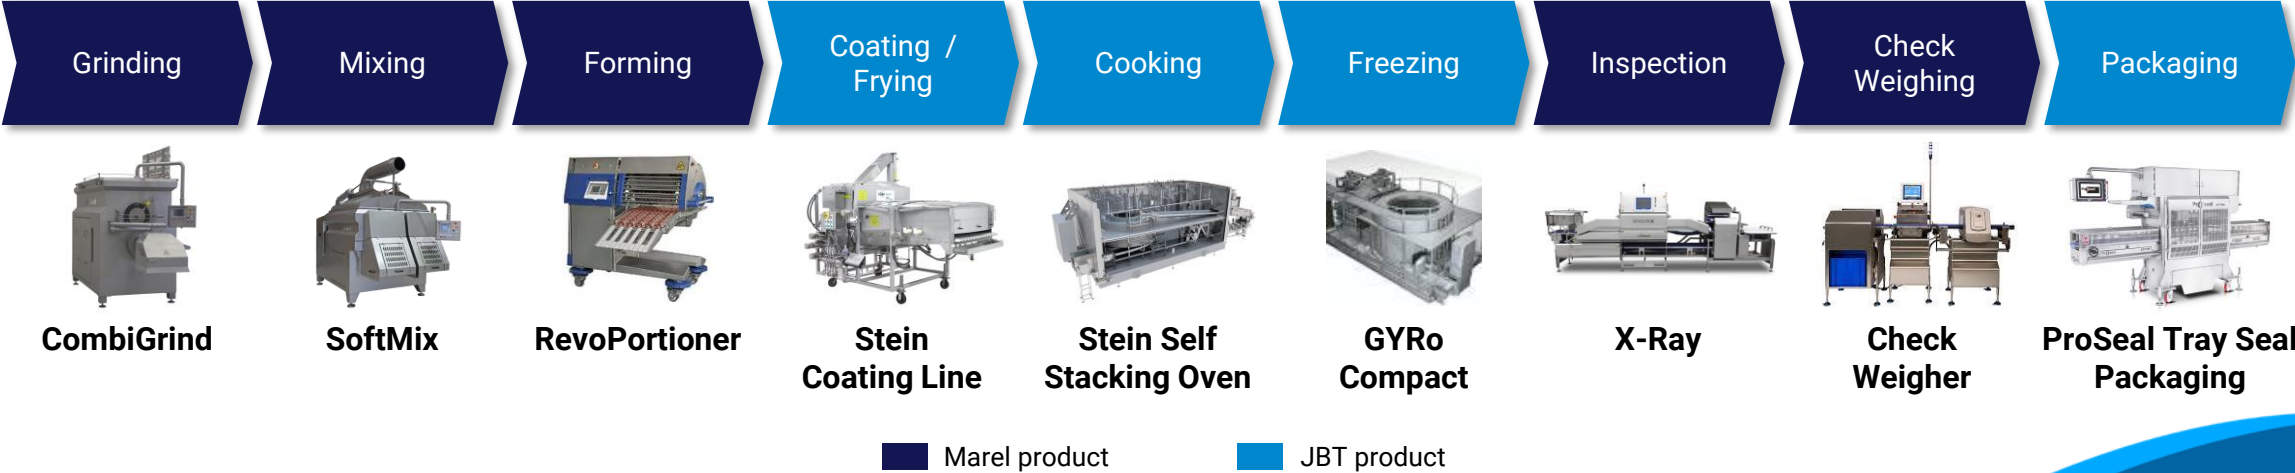 Grinding
Mixing
Forming
Coating /
Frying
Cooking
Freezing
Inspection
Check
Weighing
Packaging
CombiGrind
SoftMix
RevoPortioner
Stein
Coating Line
Stein Self
Stacking Oven
GYRo
Compact
X-Ray
Check
Weigher
ProSeal Tray Seal
Packaging
Marel product
JBT product